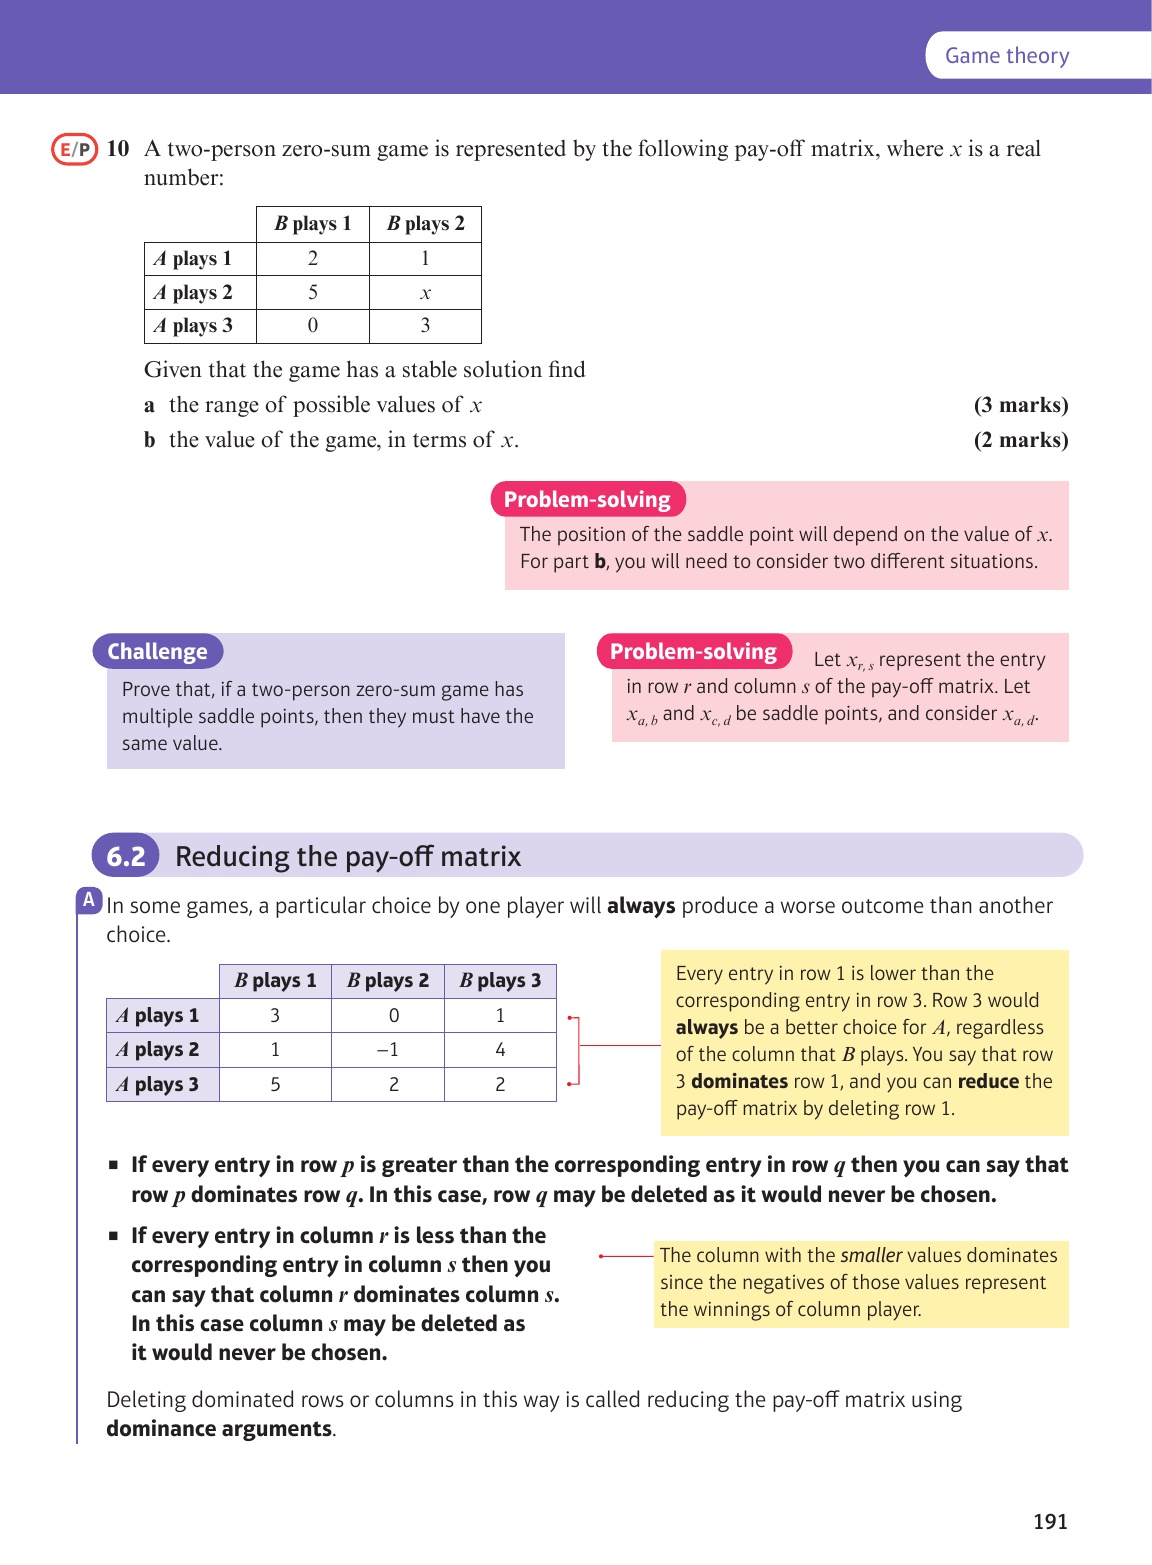 Game theory
E/P 10 A two-person zero-sum game is represented by the following pay-off matrix, where x is a real
number:
B plays 1 B plays 2
A plays 1 2 1
A plays 2 5 x
A plays 3 0 3
Given that the game has a stable solution find
a the range of possible values of x (3 marks)
b the value of the game, in terms of x. (2 marks)
Problem-solving
The position of the saddle point will depend on the value of x.
For part b, you will need to consider two different situations.
Challenge
Prove that, if a two-person zero-sum game has
multiple saddle points, then they must have the
same value.
Problem-solving Let x_{r, s} represent the entry
in row r and column s of the pay-off matrix. Let
x_{a, b} and x_{c, d} be saddle points, and consider x_{a, d}.
6.2 Reducing the pay-off matrix
A In some games, a particular choice by one player will always produce a worse outcome than another
choice.
B plays 1 B plays 2 B plays 3
A plays 1 3 0 1
A plays 2 1 −1 4
A plays 3 5 2 2
Every entry in row 1 is lower than the
corresponding entry in row 3. Row 3 would
always be a better choice for A, regardless
of the column that B plays. You say that row
3 dominates row 1, and you can reduce the
pay-off matrix by deleting row 1.
■ If every entry in row p is greater than the corresponding entry in row q then you can say that
row p dominates row q. In this case, row q may be deleted as it would never be chosen.
■ If every entry in column r is less than the
corresponding entry in column s then you
can say that column r dominates column s.
In this case column s may be deleted as
it would never be chosen.
The column with the smaller values dominates
since the negatives of those values represent
the winnings of column player.
Deleting dominated rows or columns in this way is called reducing the pay-off matrix using
dominance arguments.
191